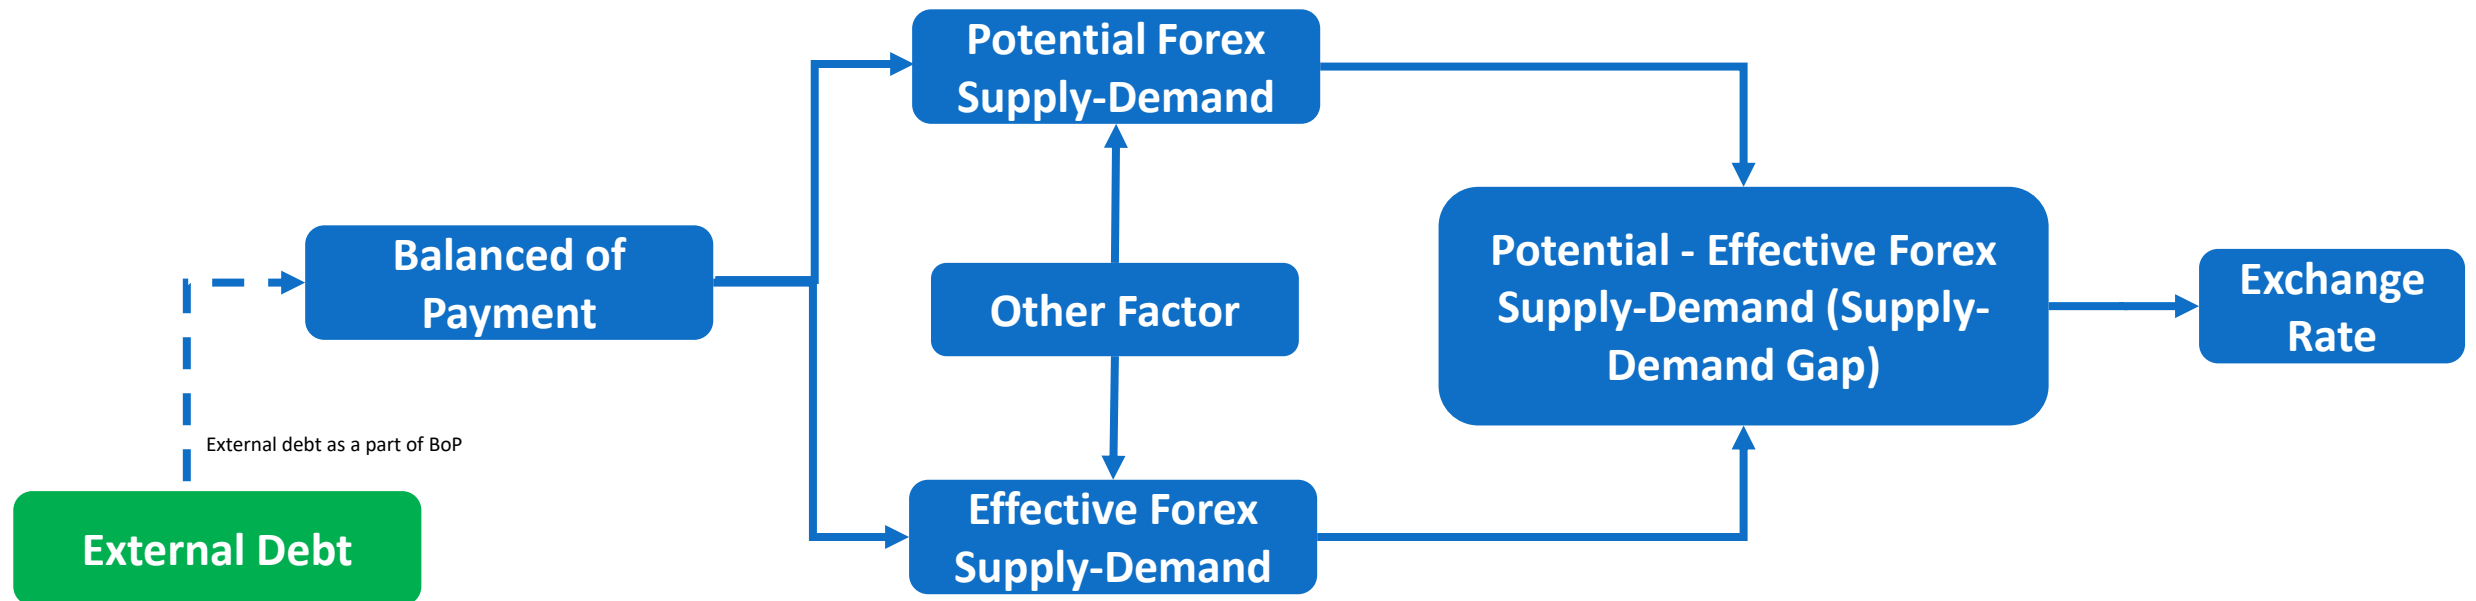 Potential Forex
Supply-Demand
Balanced of
Payment
Other Factor
Potential - Effective Forex
Supply-Demand (Supply-
Demand Gap)
Exchange
Rate
External debt as a part of BoP
Effective Forex
Supply-Demand
External Debt